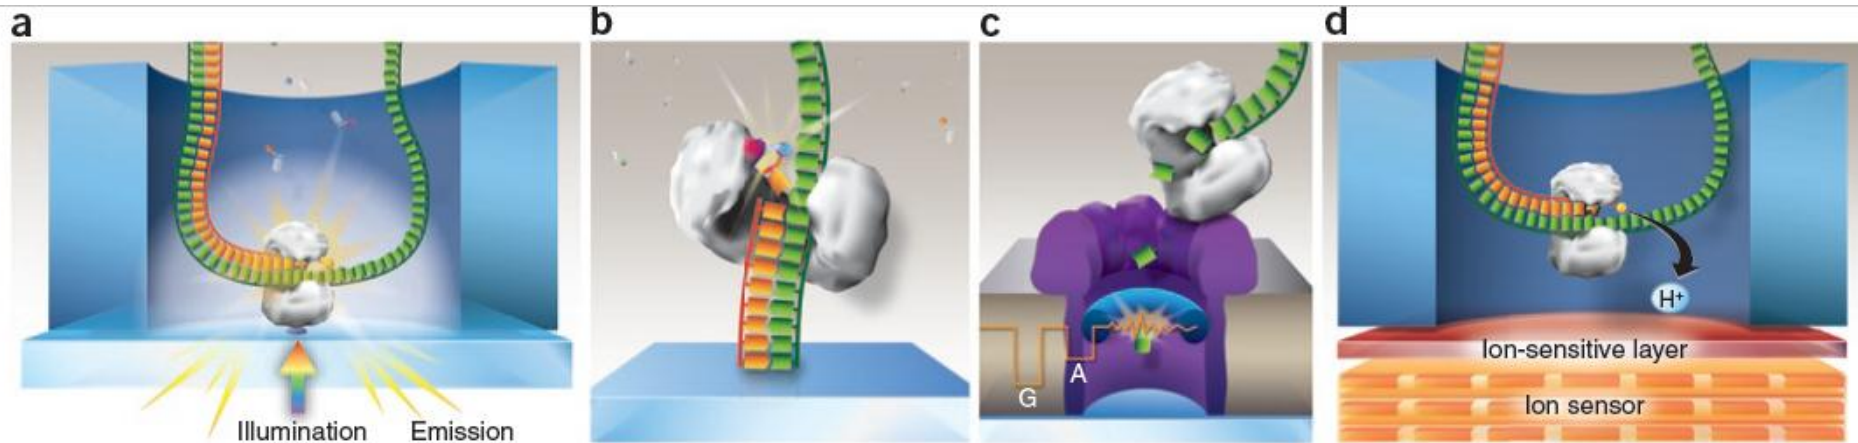 a
b
c
d
Illumination
Emission
G
A
H+
Ion-sensitive layer
Ion sensor